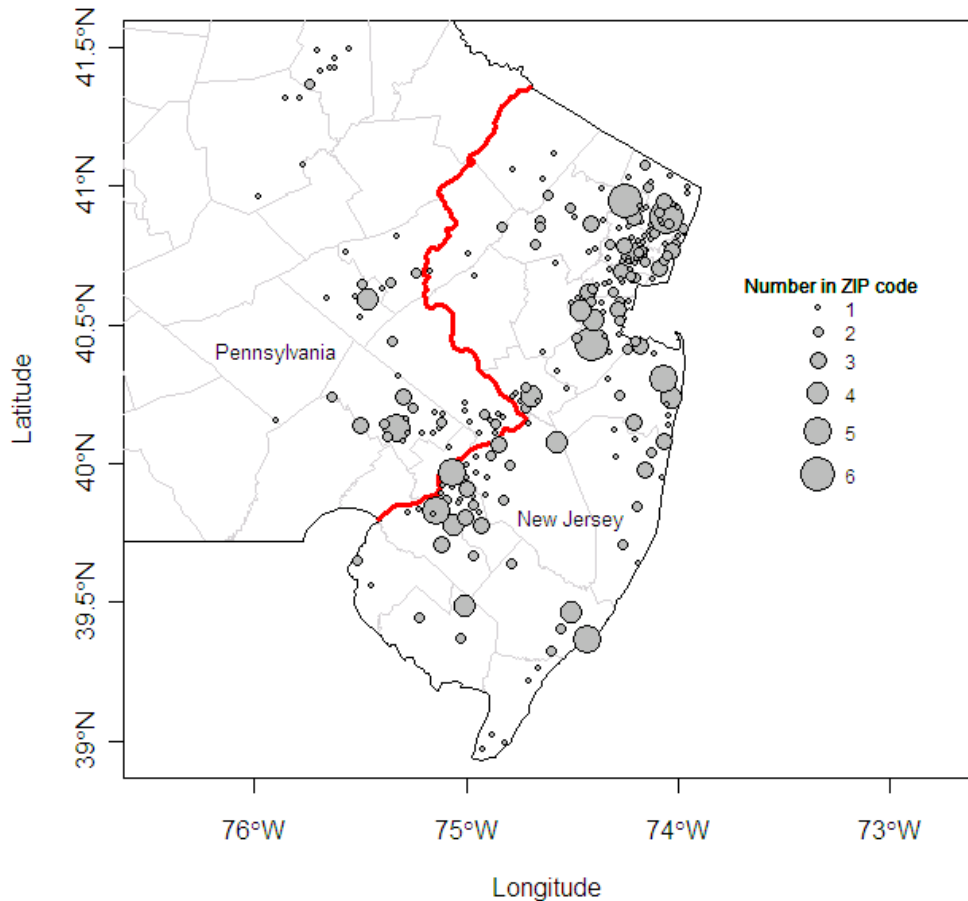 41.5°N
41°N
40.5°N
40°N
39.5°N
39°N
Latitude
Pennsylvania
New Jersey
Number in ZIP code
1
2
3
4
5
6
76°W
75°W
74°W
73°W
Longitude